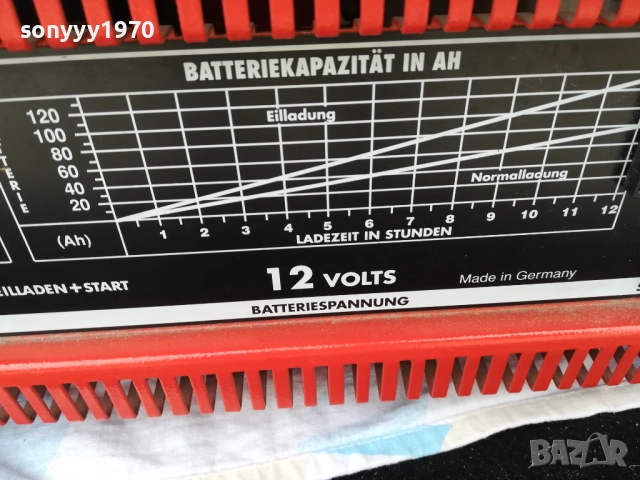 sonyyy1970
BATTERIEKAPAZITÄT IN AH
120
100
80
60
40
20
Eilladung
Normalladung
(Ah)
1 2 3 4 5 6 7 8 9 10 11 12
LADEZEIT IN STUNDEN
EILLADEN+START
12 VOLTS
Made in Germany
BATTERIESPANNUNG
BAZAR